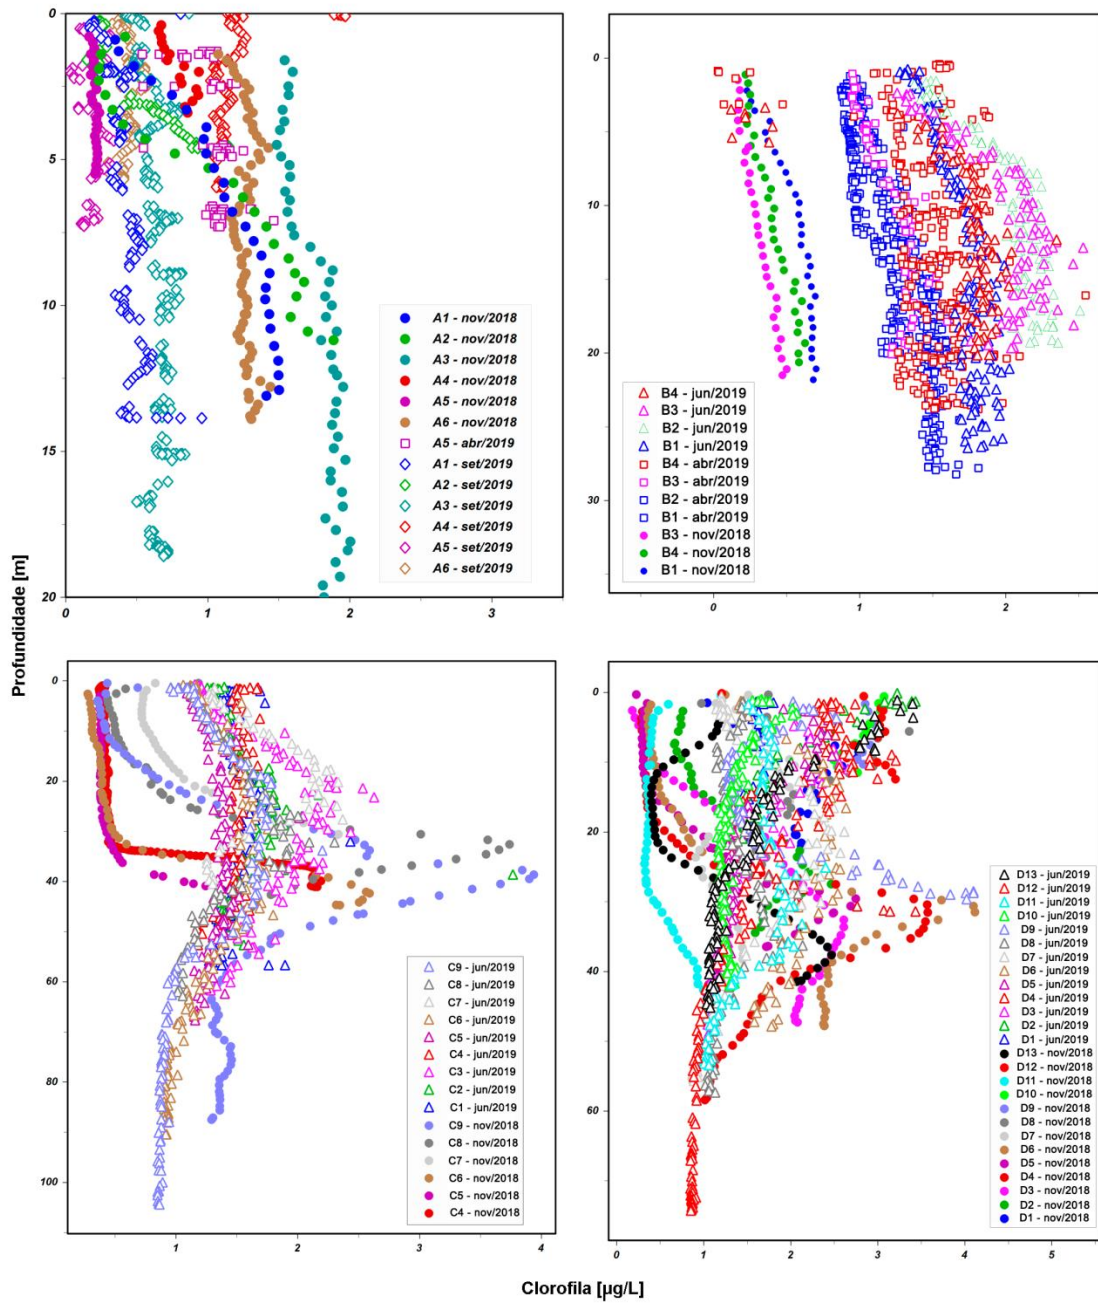 0
5
10
15
20
0
1
2
3
A1 - nov/2018
A2 - nov/2018
A3 - nov/2018
A4 - nov/2018
A5 - nov/2018
A6 - nov/2018
A5 - abr/2019
A1 - set/2019
A2 - set/2019
A3 - set/2019
A4 - set/2019
A5 - set/2019
A6 - set/2019
0
10
20
30
0
1
2
B4 - jun/2019
B3 - jun/2019
B2 - jun/2019
B1 - jun/2019
B4 - abr/2019
B3 - abr/2019
B2 - abr/2019
B1 - abr/2019
B3 - nov/2018
B4 - nov/2018
B1 - nov/2018
Profundidade [m]
0
20
40
60
80
100
1
2
3
4
C9 - jun/2019
C8 - jun/2019
C7 - jun/2019
C6 - jun/2019
C5 - jun/2019
C4 - jun/2019
C3 - jun/2019
C2 - jun/2019
C1 - jun/2019
C9 - nov/2018
C8 - nov/2018
C7 - nov/2018
C6 - nov/2018
C5 - nov/2018
C4 - nov/2018
0
20
40
60
0
1
2
3
4
5
D13 - jun/2019
D12 - jun/2019
D11 - jun/2019
D10 - jun/2019
D9 - jun/2019
D8 - jun/2019
D7 - jun/2019
D6 - jun/2019
D5 - jun/2019
D4 - jun/2019
D3 - jun/2019
D2 - jun/2019
D1 - jun/2019
D13 - nov/2018
D12 - nov/2018
D11 - nov/2018
D10 - nov/2018
D9 - nov/2018
D8 - nov/2018
D7 - nov/2018
D6 - nov/2018
D5 - nov/2018
D4 - nov/2018
D3 - nov/2018
D2 - nov/2018
D1 - nov/2018
Clorofila [µg/L]